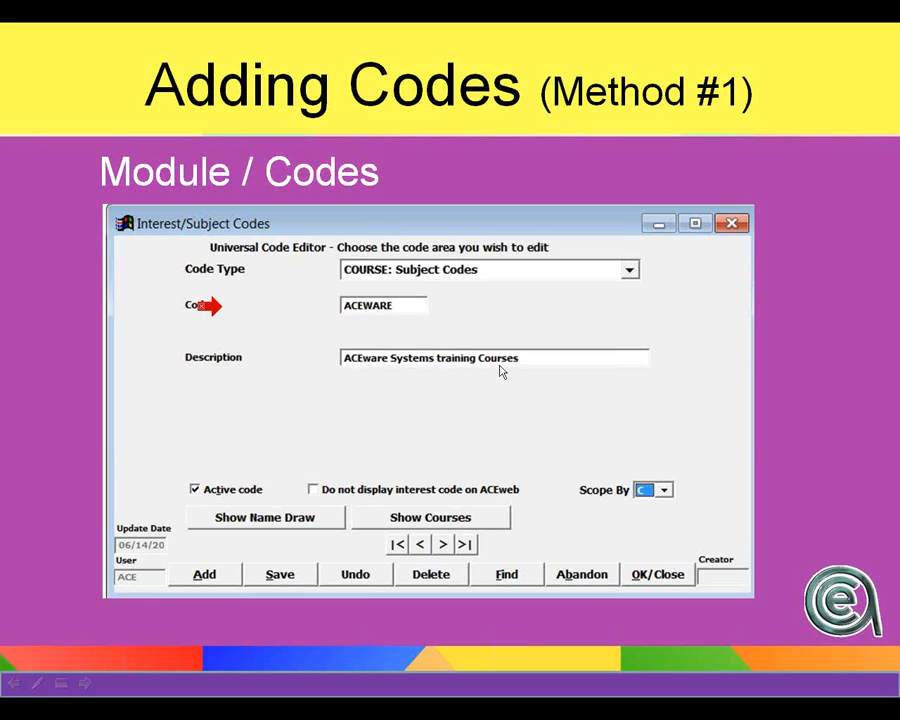 Adding Codes (Method #1)
Module / Codes
Interest/Subject Codes
Universal Code Editor - Choose the code area you wish to edit
Code Type COURSE: Subject Codes
ACEWARE
Description ACEware Systems training Courses
Active code Do not display interest code on ACEweb Scope By C
Show Name Draw Show Courses
Update Date
06/14/20
|< < > >|
User
ACE
Add Save Undo Delete Find Abandon OK/Close
Creator